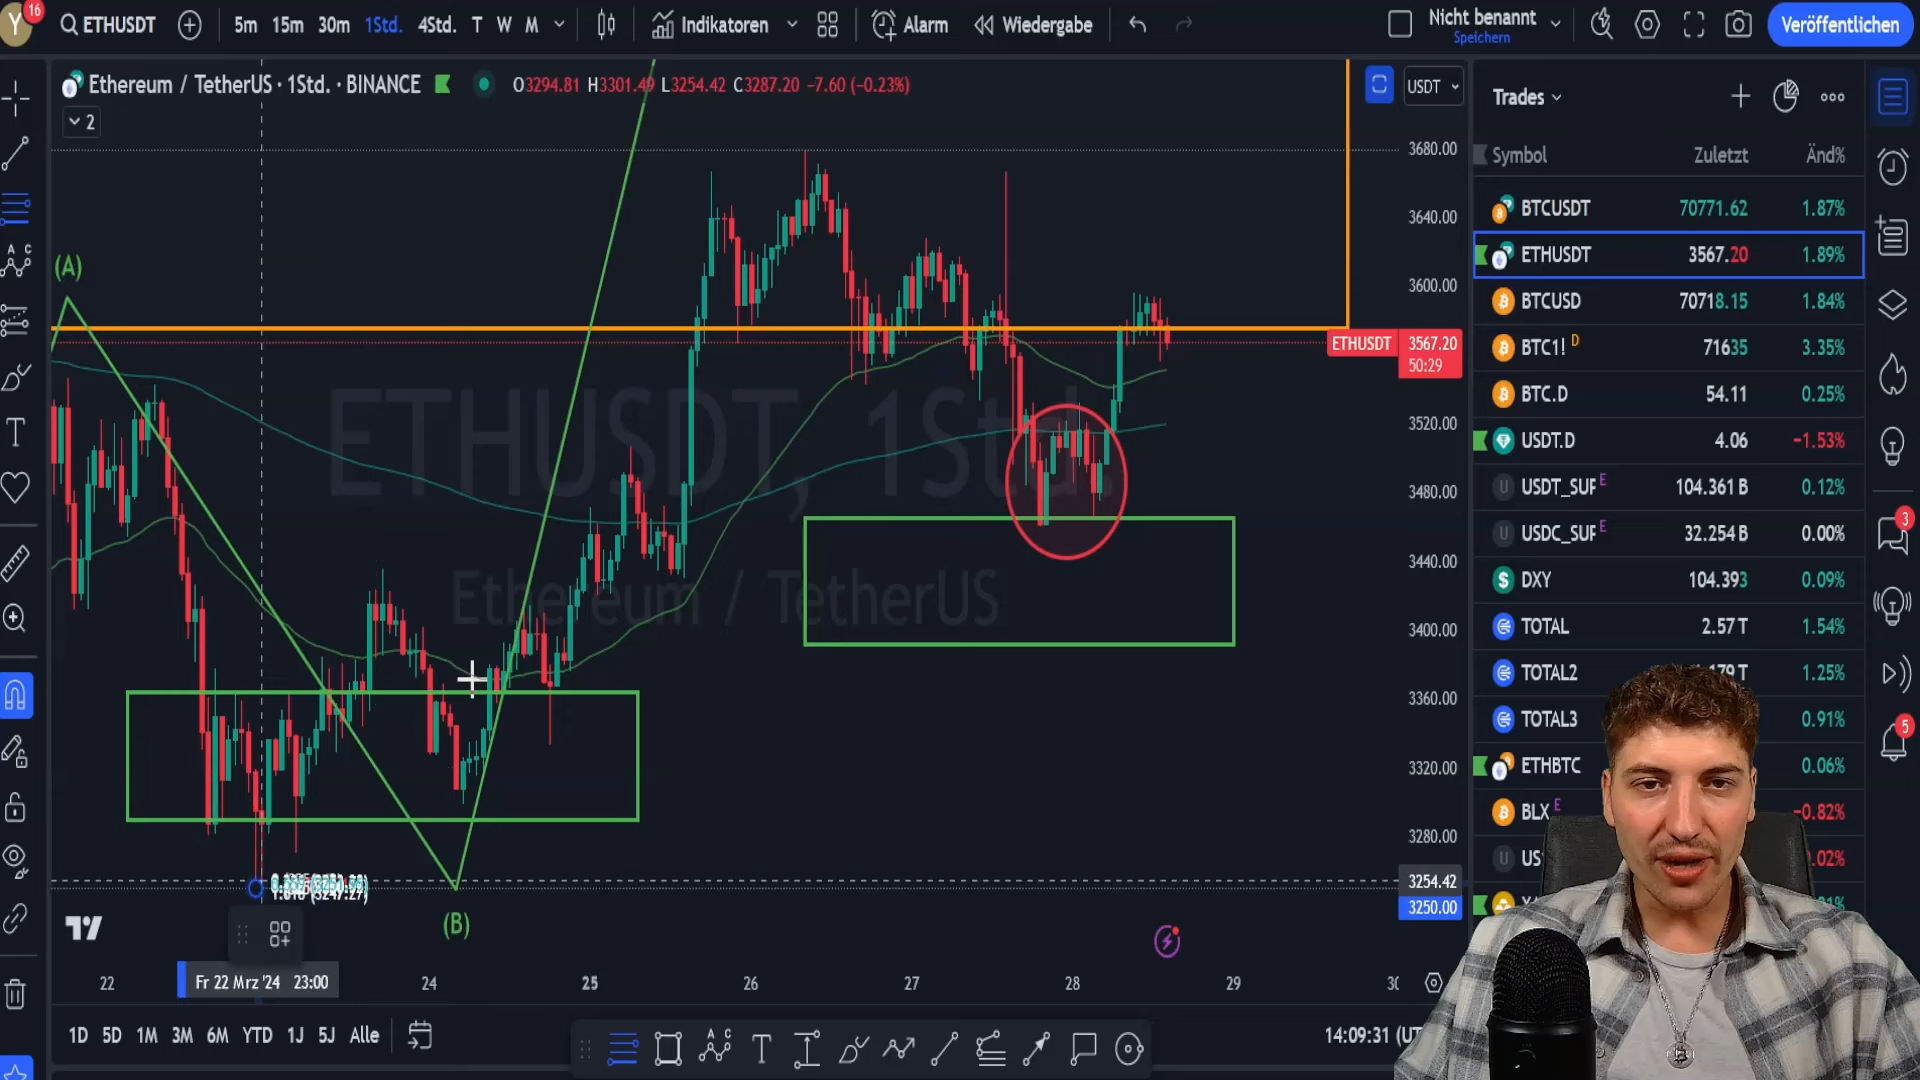 Y 16
ETHUSDT
5m 15m 30m 1Std. 4Std. T W M
Indikatoren
Alarm
Wiedergabe
Nicht benannt
Speichern
Veröffentlichen
Ethereum / TetherUS · 1Std. · BINANCE
O3294.81 H3301.49 L3254.42 C3287.20 −7.60 (−0.23%)
2
USDT
(A)
(B)
ETHUSDT, 1Std.
Ethereum / TetherUS
3680.00
3640.00
3600.00
ETHUSDT 3567.20
50:29
3520.00
3480.00
3440.00
3400.00
3360.00
3320.00
3280.00
3254.42
3250.00
22
Fr 22 Mrz '24 23:00
24
25
26
27
28
29
1D 5D 1M 3M 6M YTD 1J 5J Alle
14:09:31
Trades
Symbol Zuletzt Änd%
BTCUSDT 70771.62 1.87%
ETHUSDT 3567.20 1.89%
BTCUSD 70718.15 1.84%
BTC1! D 71635 3.35%
BTC.D 54.11 0.25%
USDT.D 4.06 −1.53%
USDT_SUF E 104.361 B 0.12%
USDC_SUF E 32.254 B 0.00%
DXY 104.393 0.09%
TOTAL 2.57 T 1.54%
TOTAL2 1.25%
TOTAL3 0.91%
ETHBTC 0.06%
BLX E −0.82%
3
5